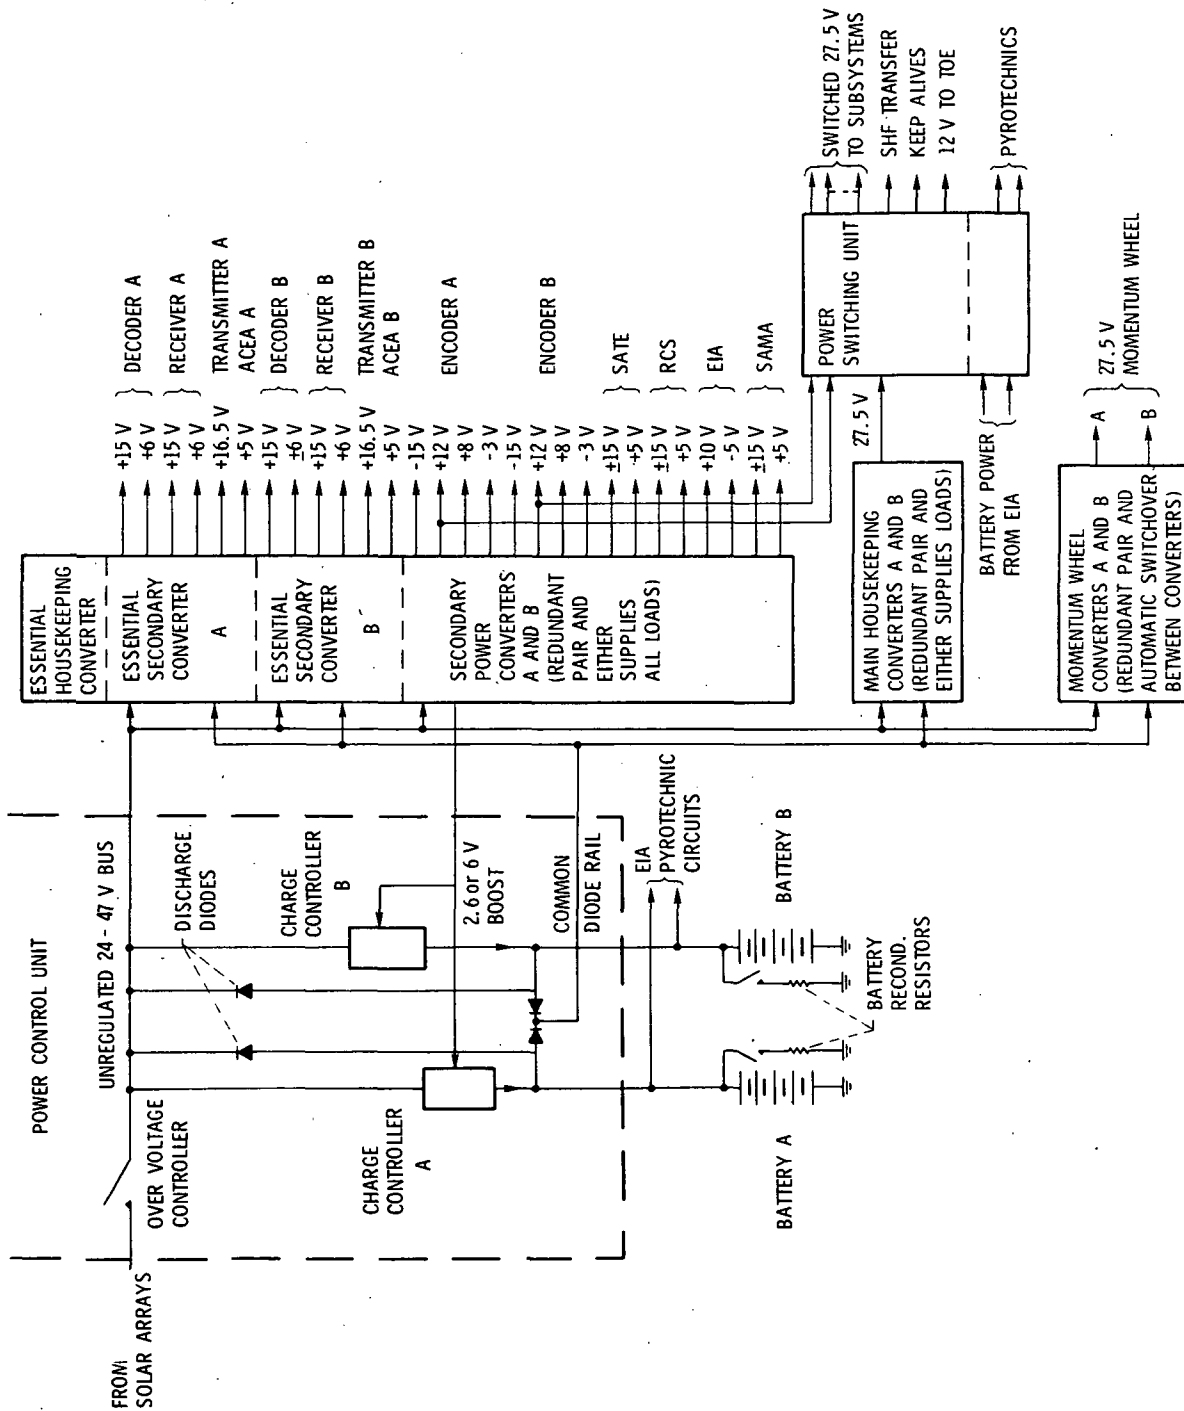 POWER CONTROL UNIT
FROM
SOLAR ARRAYS
OVER VOLTAGE
CONTROLLER
UNREGULATED 24 - 47 V BUS
DISCHARGE
DIODES
CHARGE
CONTROLLER
A
CHARGE
CONTROLLER
B
2.6 or 6 V
BOOST
COMMON
DIODE RAIL
EIA
PYROTECHNIC
CIRCUITS
BATTERY A
BATTERY B
BATTERY
RECOND.
RESISTORS
ESSENTIAL
HOUSEKEEPING
CONVERTER
ESSENTIAL
SECONDARY
CONVERTER
A
ESSENTIAL
SECONDARY
CONVERTER
B
SECONDARY
POWER
CONVERTERS
A AND B
(REDUNDANT
PAIR AND
EITHER
SUPPLIES
ALL LOADS)
+15 V
+6 V
DECODER A
+15 V
+6 V
RECEIVER A
+16.5 V
TRANSMITTER A
+5 V
ACEA A
+15 V
±6 V
DECODER B
+15 V
+6 V
RECEIVER B
+16.5 V
TRANSMITTER B
+5 V
ACEA B
-15 V
+12 V
+8 V
-3 V
ENCODER A
-15 V
+12 V
+8 V
-3 V
ENCODER B
±15 V
+5 V
SATE
±15 V
+5 V
RCS
+10 V
-5 V
EIA
±15 V
+5 V
SAMA
MAIN HOUSEKEEPING
CONVERTERS A AND B
(REDUNDANT PAIR AND
EITHER SUPPLIES LOADS)
27.5 V
BATTERY POWER
FROM EIA
POWER
SWITCHING UNIT
SWITCHED 27.5 V
TO SUBSYSTEMS
SHF TRANSFER
KEEP ALIVES
12 V TO TOE
PYROTECHNICS
MOMENTUM WHEEL
CONVERTERS A AND B
(REDUNDANT PAIR AND
AUTOMATIC SWITCHOVER
BETWEEN CONVERTERS)
A
B
27.5 V
MOMENTUM WHEEL